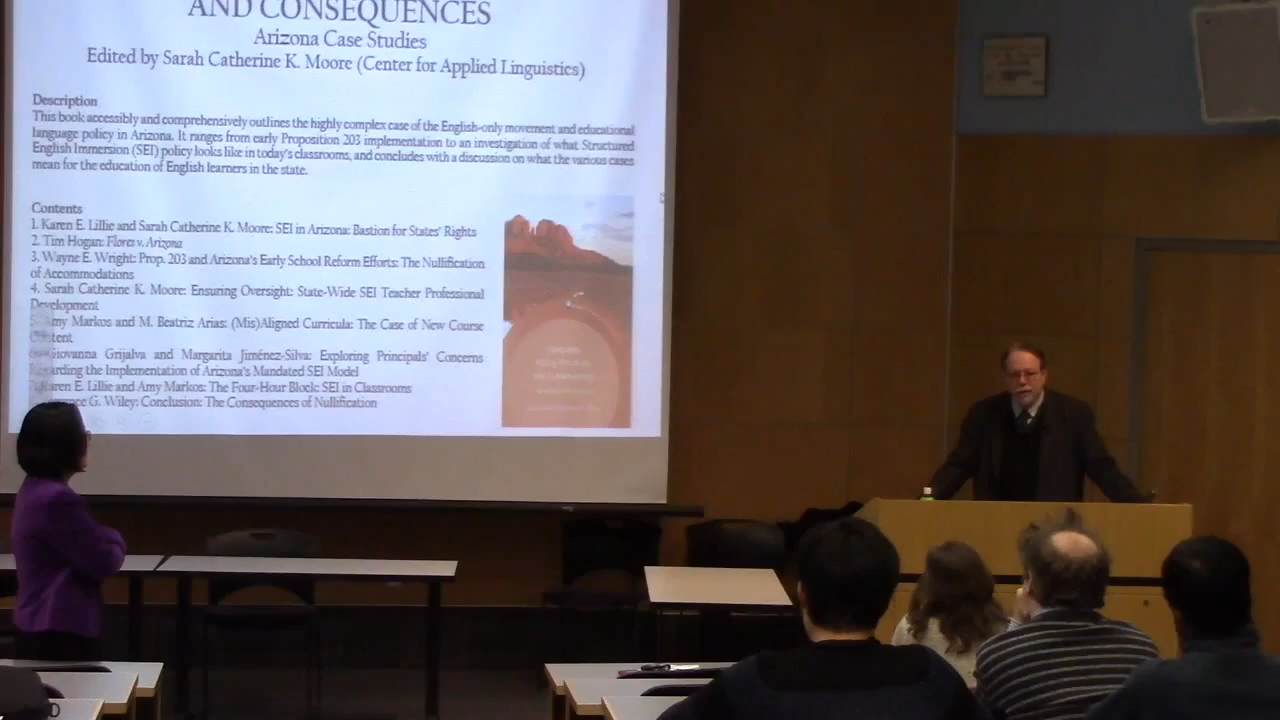 AND CONSEQUENCES
Arizona Case Studies
Edited by Sarah Catherine K. Moore (Center for Applied Linguistics)
Description
This book accessibly and comprehensively outlines the highly complex case of the English-only movement and educational
language policy in Arizona. It ranges from early Proposition 203 implementation to an investigation of what Structured
English Immersion (SEI) policy looks like in today's classrooms, and concludes with a discussion on what the various cases
mean for the education of English learners in the state.
Contents
1. Karen E. Lillie and Sarah Catherine K. Moore: SEI in Arizona: Bastion for States' Rights
2. Tim Hogan: Flores v. Arizona
3. Wayne E. Wright: Prop. 203 and Arizona's Early School Reform Efforts: The Nullification
of Accommodations
4. Sarah Catherine K. Moore: Ensuring Oversight: State-Wide SEI Teacher Professional
Development
Amy Markos and M. Beatriz Arias: (Mis)Aligned Curricula: The Case of New Course
Content
Giovanna Grijalva and Margarita Jiménez-Silva: Exploring Principals' Concerns
Regarding the Implementation of Arizona's Mandated SEI Model
Karen E. Lillie and Amy Markos: The Four-Hour Block: SEI in Classrooms
G. Wiley: Conclusion: The Consequences of Nullification